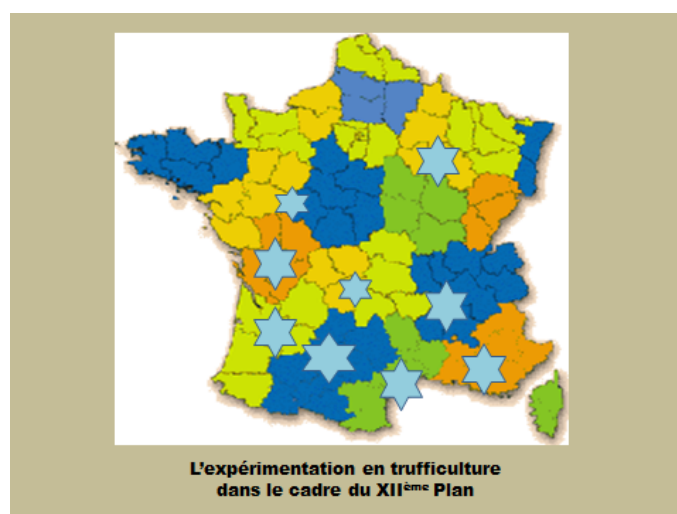 L'expérimentation en trufficulture
dans le cadre du XIIème Plan